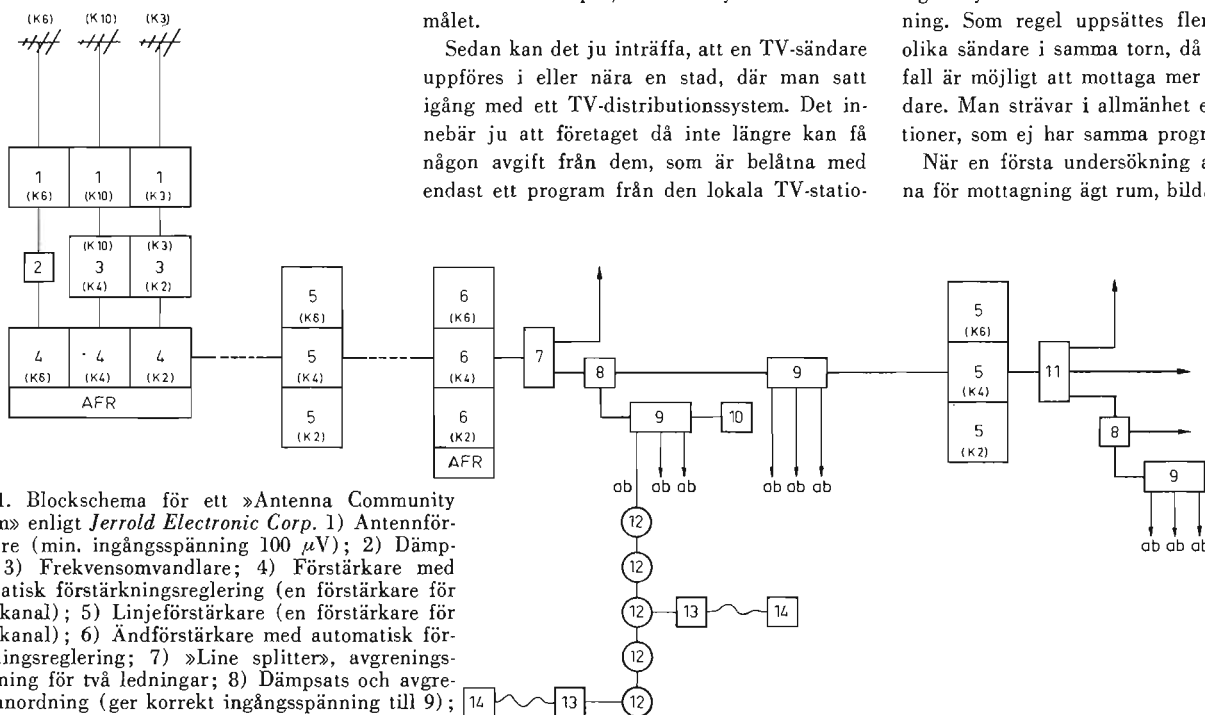 målet.
Sedan kan det ju inträffa, att en TV-sändare
uppföres i eller nära en stad, där man satt
igång med ett TV-distributionssystem. Det in-
nebär ju att företaget då inte längre kan få
någon avgift från dem, som är belåtna med
endast ett program från den lokala TV-statio-
ning. Som regel uppsättes fler
olika sändare i samma torn, då
fall är möjligt att mottaga mer
dare. Man strävar i allmänhet e
tioner, som ej har samma progr
När en första undersökning a
na för mottagning ägt rum, bild
(K6) (K10) (K3)
1 1 1
(K6) (K10) (K3)
(K10) (K3)
2 3 3
(K4) (K2)
4 4 4
(K6) (K4) (K2)
AFR
5
(K6)
5
(K4)
5
(K2)
6
(K6)
6
(K4)
6
(K2)
AFR
7
8
9
9
10
ab ab ab
ab ab ab
5
(K6)
5
(K4)
5
(K2)
11
8
9
ab ab ab
12
12
12 13 14
12
14 13 12
1. Blockschema för ett »Antenna Community
m» enligt Jerrold Electronic Corp. 1) Antennför-
re (min. ingångsspänning 100 µV); 2) Dämp-
3) Frekvensomvandlare; 4) Förstärkare med
atisk förstärkningsreglering (en förstärkare för
kanal); 5) Linjeförstärkare (en förstärkare för
kanal); 6) Ändförstärkare med automatisk för-
ningsreglering; 7) »Line splitter», avgrenings-
ning för två ledningar; 8) Dämpsats och avgre-
anordning (ger korrekt ingångsspänning till 9);